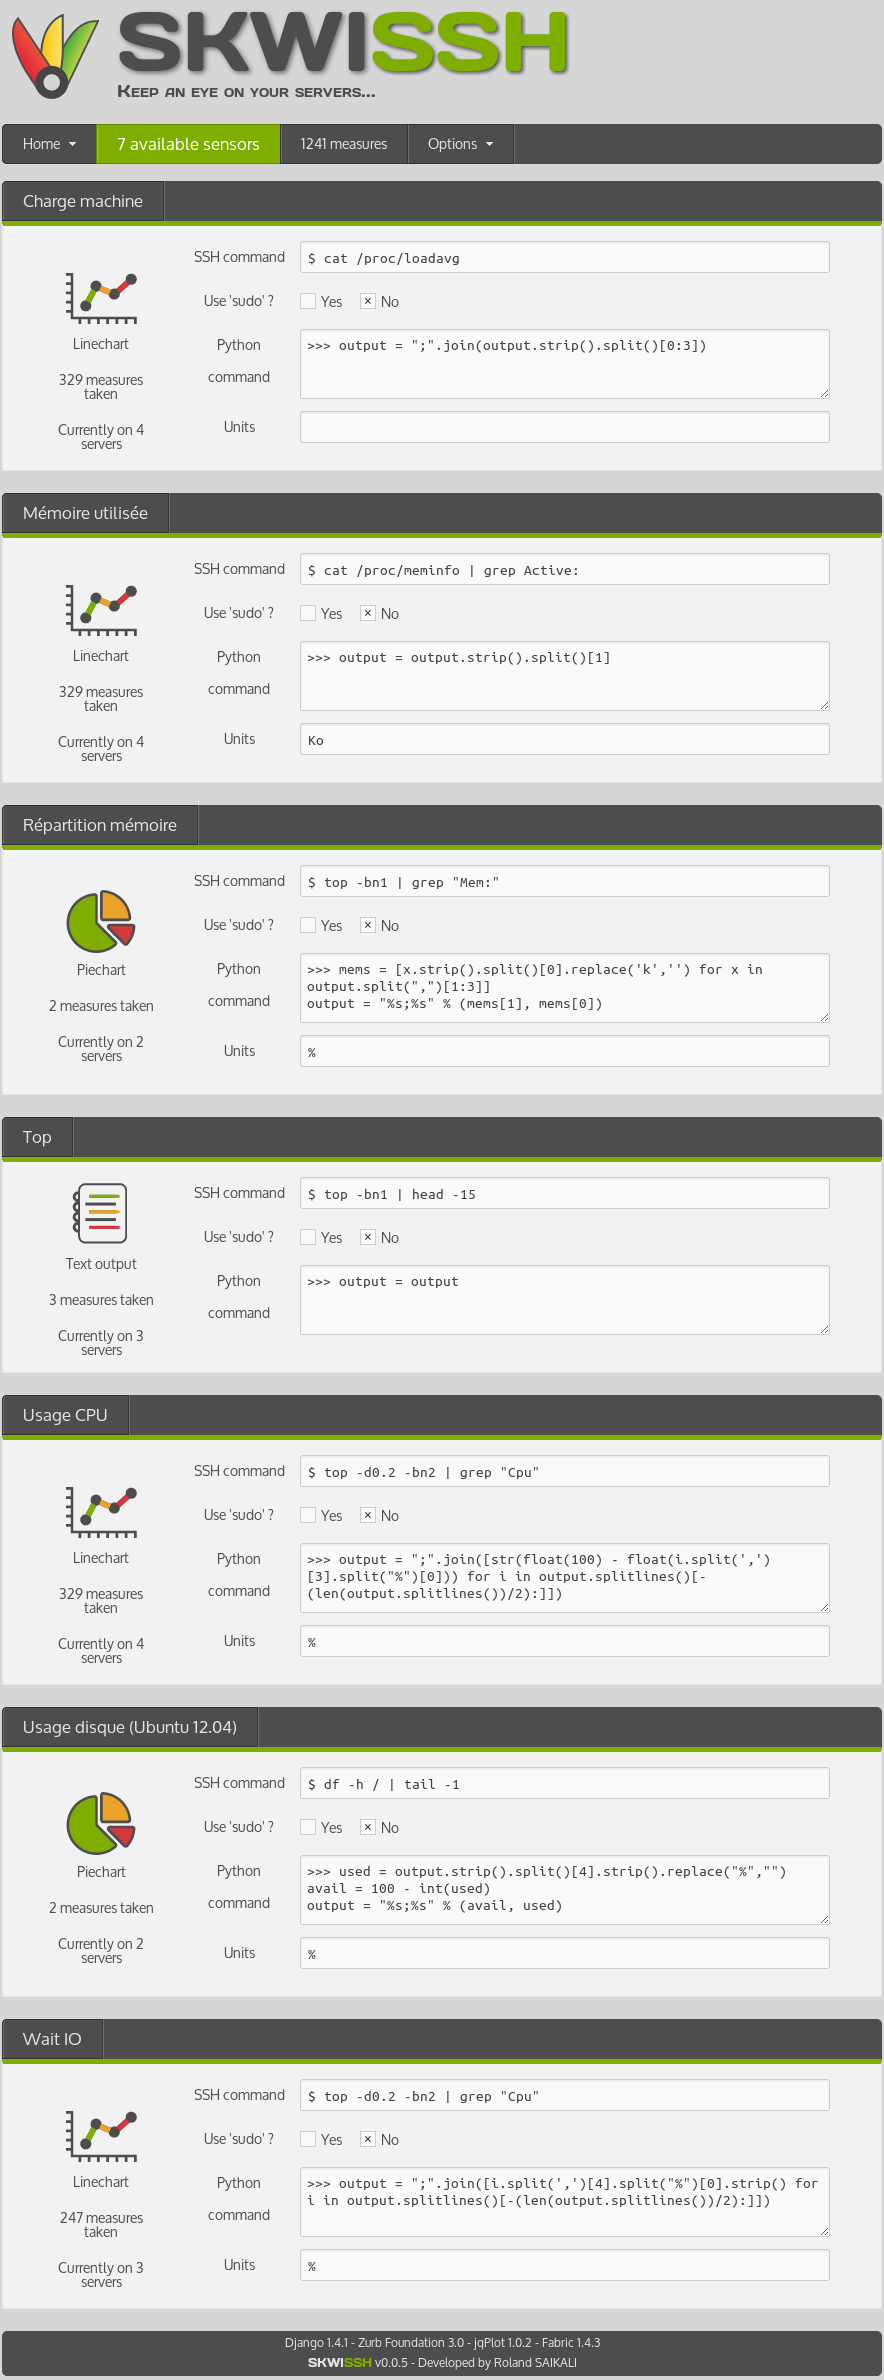 SKWISSH
Keep an eye on your servers...
Home 7 available sensors 1241 measures Options
Charge machine
SSH command $ cat /proc/loadavg
Use 'sudo' ? Yes × No
Linechart
329 measures
taken
Currently on 4
servers
Python
command
>>> output = ";".join(output.strip().split()[0:3])
Units
Mémoire utilisée
SSH command $ cat /proc/meminfo | grep Active:
Use 'sudo' ? Yes × No
Linechart
329 measures
taken
Currently on 4
servers
Python
command
>>> output = output.strip().split()[1]
Units Ko
Répartition mémoire
SSH command $ top -bn1 | grep "Mem:"
Use 'sudo' ? Yes × No
Piechart
2 measures taken
Currently on 2
servers
Python
command
>>> mems = [x.strip().split()[0].replace('k','') for x in
output.split(",")[1:3]]
output = "%s;%s" % (mems[1], mems[0])
Units %
Top
SSH command $ top -bn1 | head -15
Use 'sudo' ? Yes × No
Text output
3 measures taken
Currently on 3
servers
Python
command
>>> output = output
Usage CPU
SSH command $ top -d0.2 -bn2 | grep "Cpu"
Use 'sudo' ? Yes × No
Linechart
329 measures
taken
Currently on 4
servers
Python
command
>>> output = ";".join([str(float(100) - float(i.split(',')
[3].split("%")[0])) for i in output.splitlines()[-
(len(output.splitlines())/2):]])
Units %
Usage disque (Ubuntu 12.04)
SSH command $ df -h / | tail -1
Use 'sudo' ? Yes × No
Piechart
2 measures taken
Currently on 2
servers
Python
command
>>> used = output.strip().split()[4].strip().replace("%","")
avail = 100 - int(used)
output = "%s;%s" % (avail, used)
Units %
Wait IO
SSH command $ top -d0.2 -bn2 | grep "Cpu"
Use 'sudo' ? Yes × No
Linechart
247 measures
taken
Currently on 3
servers
Python
command
>>> output = ";".join([i.split(',')[4].split("%")[0].strip() for
i in output.splitlines()[-(len(output.splitlines())/2):]])
Units %
Django 1.4.1 - Zurb Foundation 3.0 - jqPlot 1.0.2 - Fabric 1.4.3
SKWISSH v0.0.5 - Developed by Roland SAIKALI